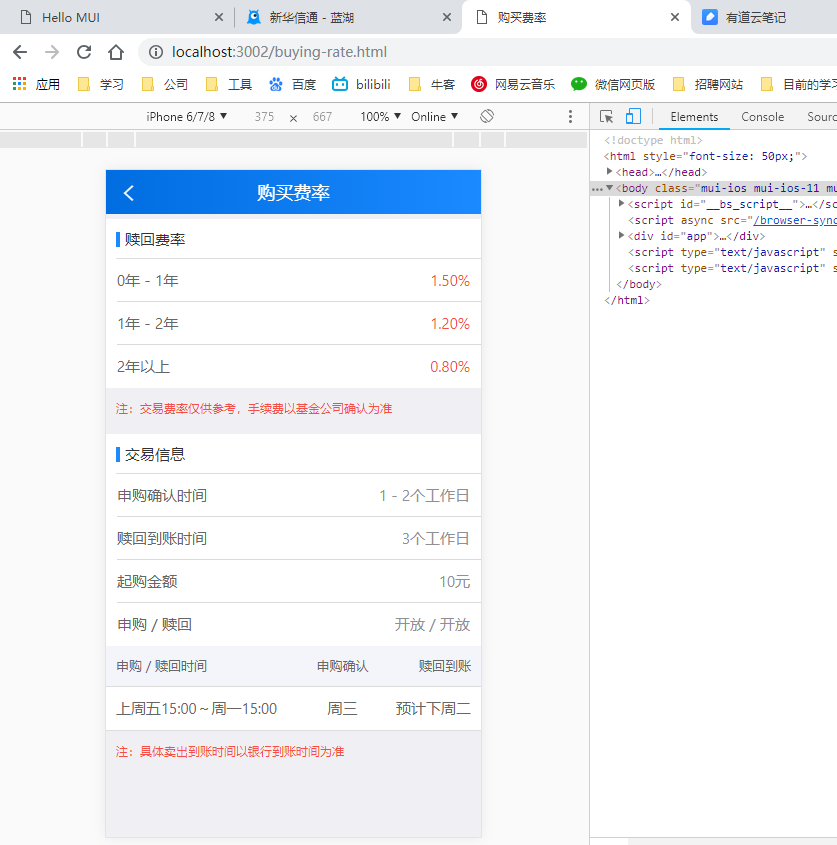 Hello MUI 新华信通 - 蓝湖 购买费率 有道云笔记
localhost:3002/buying-rate.html
应用 学习 公司 工具 百度 bilibili 牛客 网易云音乐 微信网页版 招聘网站 目前的学习
iPhone 6/7/8 ▼ 375 × 667 100% ▼ Online ▼
Elements Console Sourc
购买费率
赎回费率
0年 - 1年 1.50%
1年 - 2年 1.20%
2年以上 0.80%
注：交易费率仅供参考，手续费以基金公司确认为准
交易信息
申购确认时间 1 - 2个工作日
赎回到账时间 3个工作日
起购金额 10元
申购 / 赎回 开放 / 开放
申购 / 赎回时间 申购确认 赎回到账
上周五15:00～周一15:00 周三 预计下周二
注：具体卖出到账时间以银行到账时间为准
<!doctype html>
<html style="font-size: 50px;">
▶<head>…</head>
…▼<body class="mui-ios mui-ios-11 mu
▶<script id="__bs_script__">…</sc
<script async src="/browser-sync
▶<div id="app">…</div>
<script type="text/javascript" s
<script type="text/javascript" s
</body>
</html>